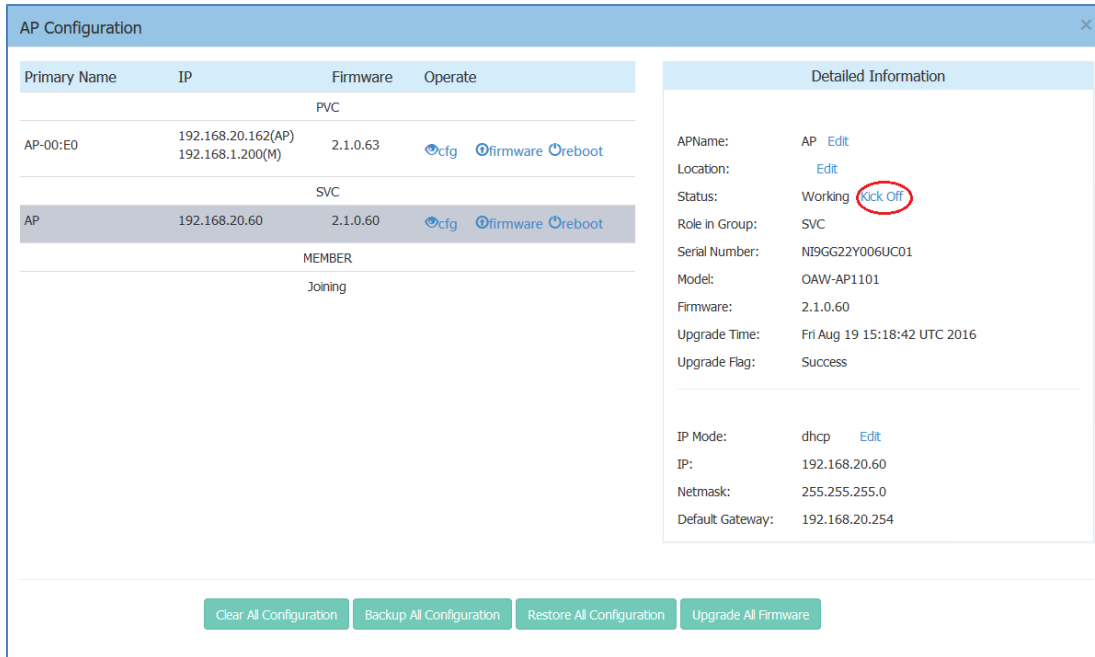 AP Configuration ×
Primary Name IP Firmware Operate
PVC
AP-00:E0 192.168.20.162(AP) 2.1.0.63 cfg firmware reboot
192.168.1.200(M)
SVC
AP 192.168.20.60 2.1.0.60 cfg firmware reboot
MEMBER
Joining
Detailed Information
APName: AP Edit
Location: Edit
Status: Working Kick Off
Role in Group: SVC
Serial Number: NI9GG22Y006UC01
Model: OAW-AP1101
Firmware: 2.1.0.60
Upgrade Time: Fri Aug 19 15:18:42 UTC 2016
Upgrade Flag: Success
IP Mode: dhcp Edit
IP: 192.168.20.60
Netmask: 255.255.255.0
Default Gateway: 192.168.20.254
Clear All Configuration Backup All Configuration Restore All Configuration Upgrade All Firmware